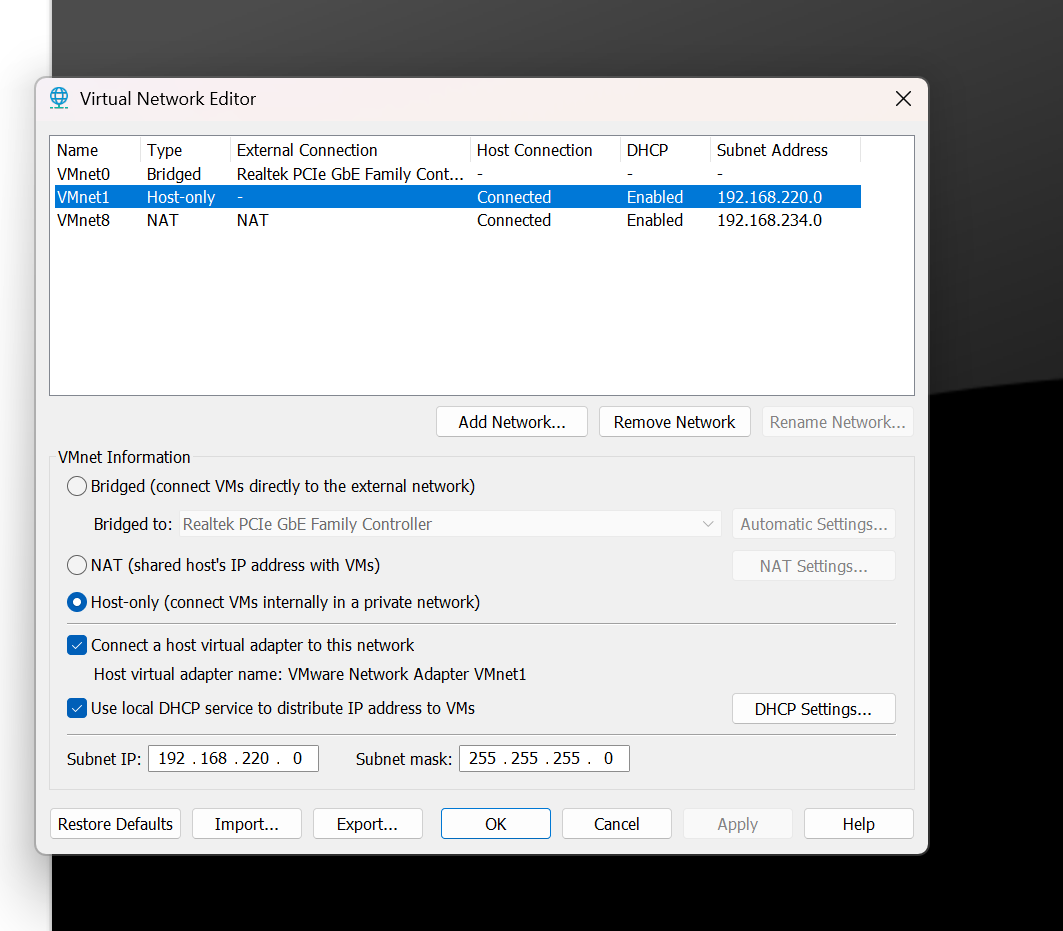 Virtual Network Editor
Name Type External Connection Host Connection DHCP Subnet Address
VMnet0 Bridged Realtek PCIe GbE Family Cont... - - -
VMnet1 Host-only - Connected Enabled 192.168.220.0
VMnet8 NAT NAT Connected Enabled 192.168.234.0
Add Network... Remove Network Rename Network...
VMnet Information
Bridged (connect VMs directly to the external network)
Bridged to: Realtek PCIe GbE Family Controller Automatic Settings...
NAT (shared host's IP address with VMs) NAT Settings...
Host-only (connect VMs internally in a private network)
Connect a host virtual adapter to this network
Host virtual adapter name: VMware Network Adapter VMnet1
Use local DHCP service to distribute IP address to VMs DHCP Settings...
Subnet IP: 192 . 168 . 220 . 0 Subnet mask: 255 . 255 . 255 . 0
Restore Defaults Import... Export... OK Cancel Apply Help